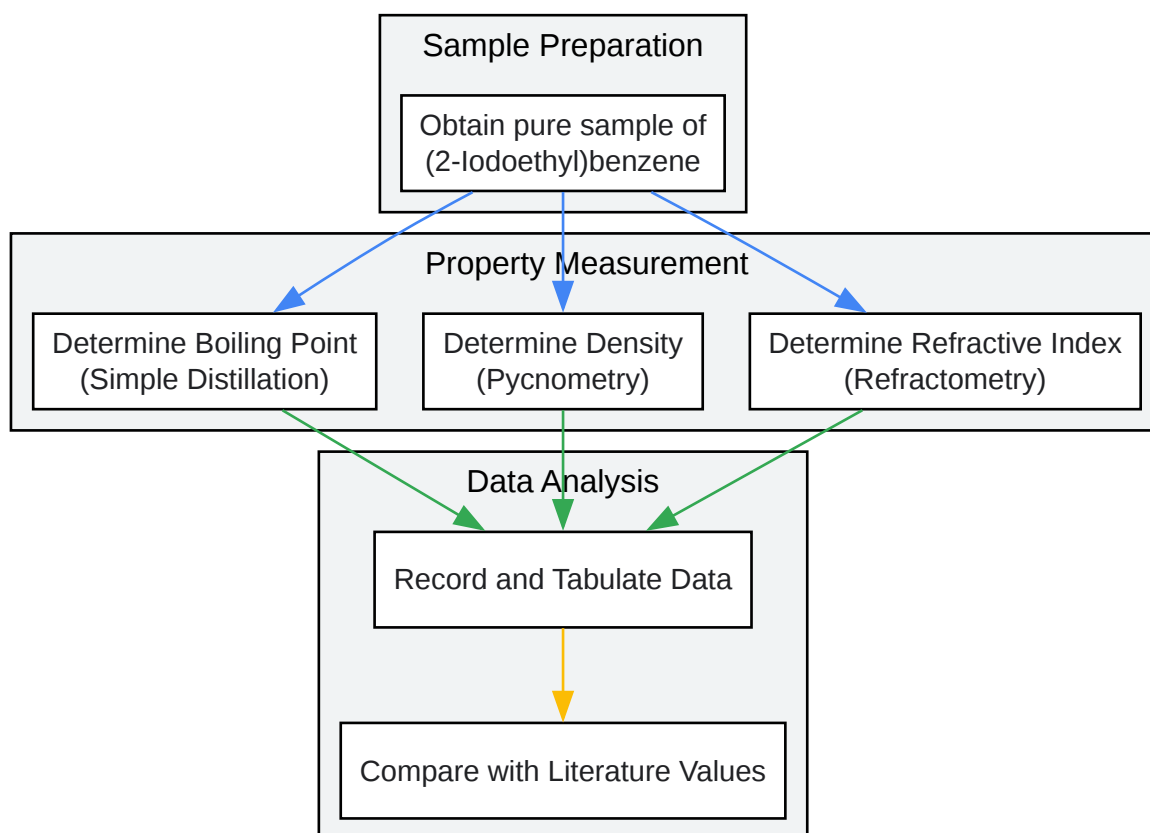 Sample Preparation
Obtain pure sample of
(2-Iodoethyl)benzene
Property Measurement
Determine Boiling Point
(Simple Distillation)
Determine Density
(Pycnometry)
Determine Refractive Index
(Refractometry)
Data Analysis
Record and Tabulate Data
Compare with Literature Values